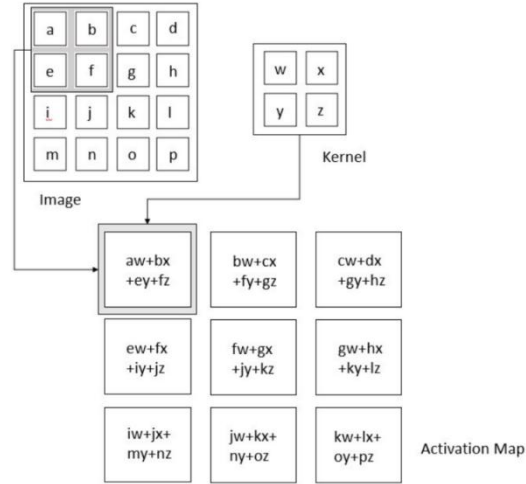 a b c d
e f g h
i j k l
m n o p
Image
w x
y z
Kernel
aw+bx
+ey+fz
bw+cx
+fy+gz
cw+dx
+gy+hz
ew+fx
+iy+jz
fw+gx
+jy+kz
gw+hx
+ky+lz
iw+jx+
my+nz
jw+kx+
ny+oz
kw+lx+
oy+pz
Activation Map